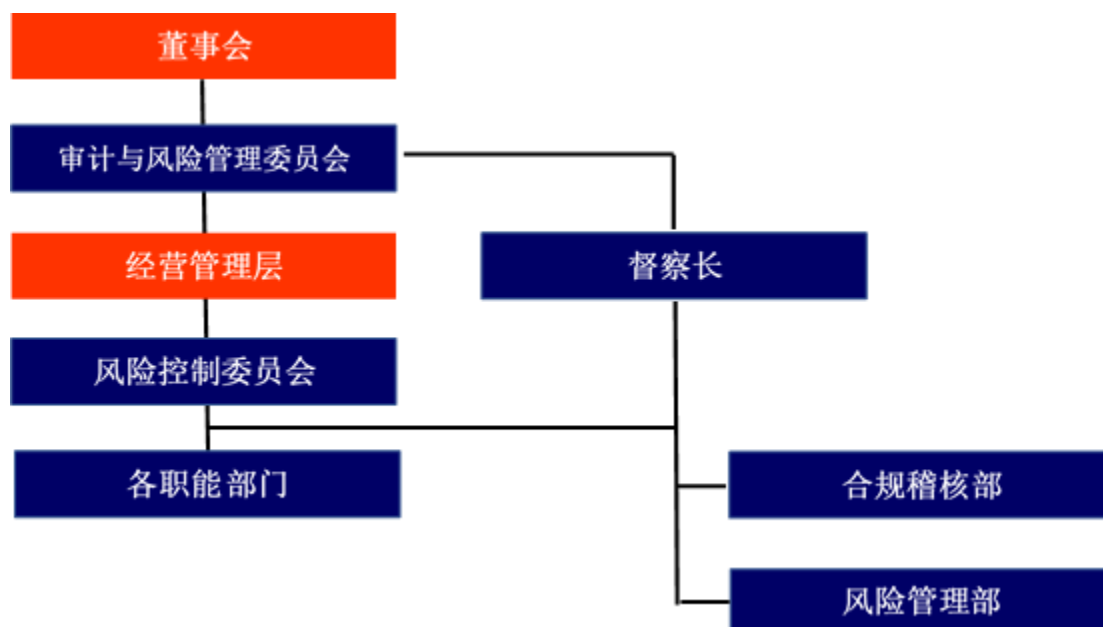 董事会
审计与风险管理委员会
经营管理层
督察长
风险控制委员会
各职能部门
合规稽核部
风险管理部